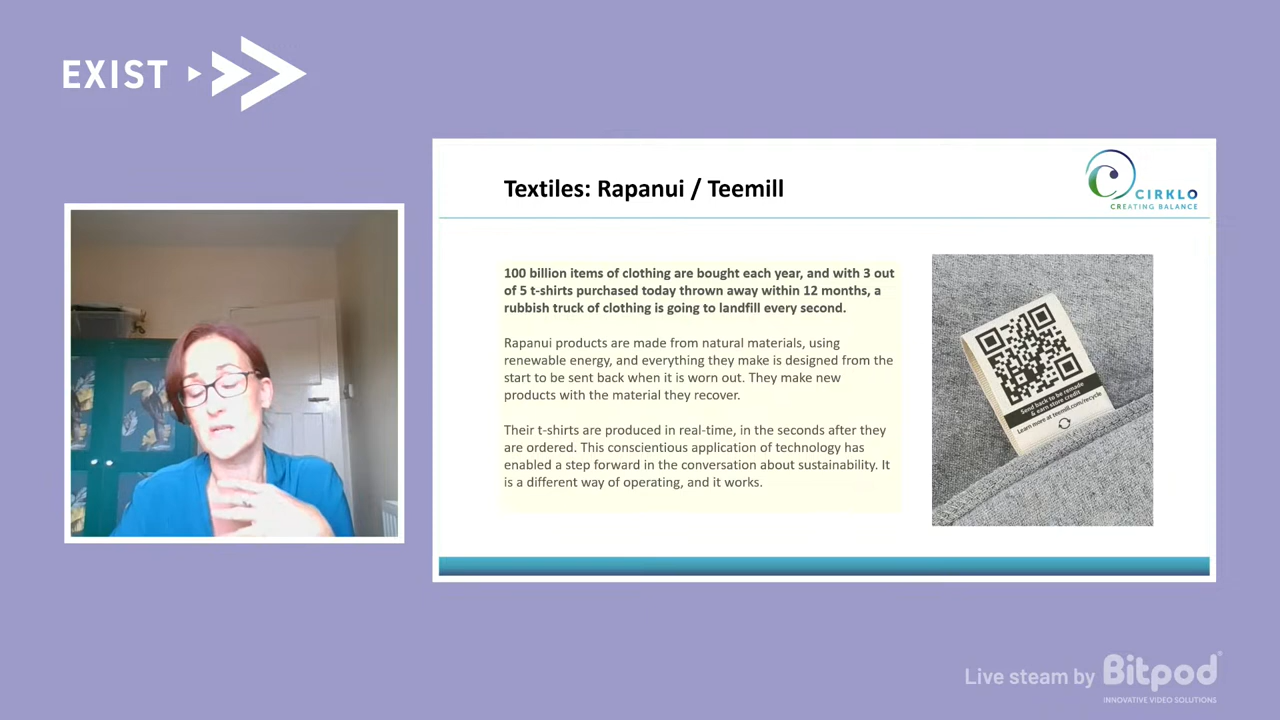 EXIST
Textiles: Rapanui / Teemill
CIRKLO
CREATING BALANCE
100 billion items of clothing are bought each year, and with 3 out
of 5 t-shirts purchased today thrown away within 12 months, a
rubbish truck of clothing is going to landfill every second.
Rapanui products are made from natural materials, using
renewable energy, and everything they make is designed from the
start to be sent back when it is worn out. They make new
products with the material they recover.
Their t-shirts are produced in real-time, in the seconds after they
are ordered. This conscientious application of technology has
enabled a step forward in the conversation about sustainability. It
is a different way of operating, and it works.
Send back to be remade
& earn store credit
Learn more at teemill.com/recycle
Live steam by Bitpod
INNOVATIVE VIDEO SOLUTIONS